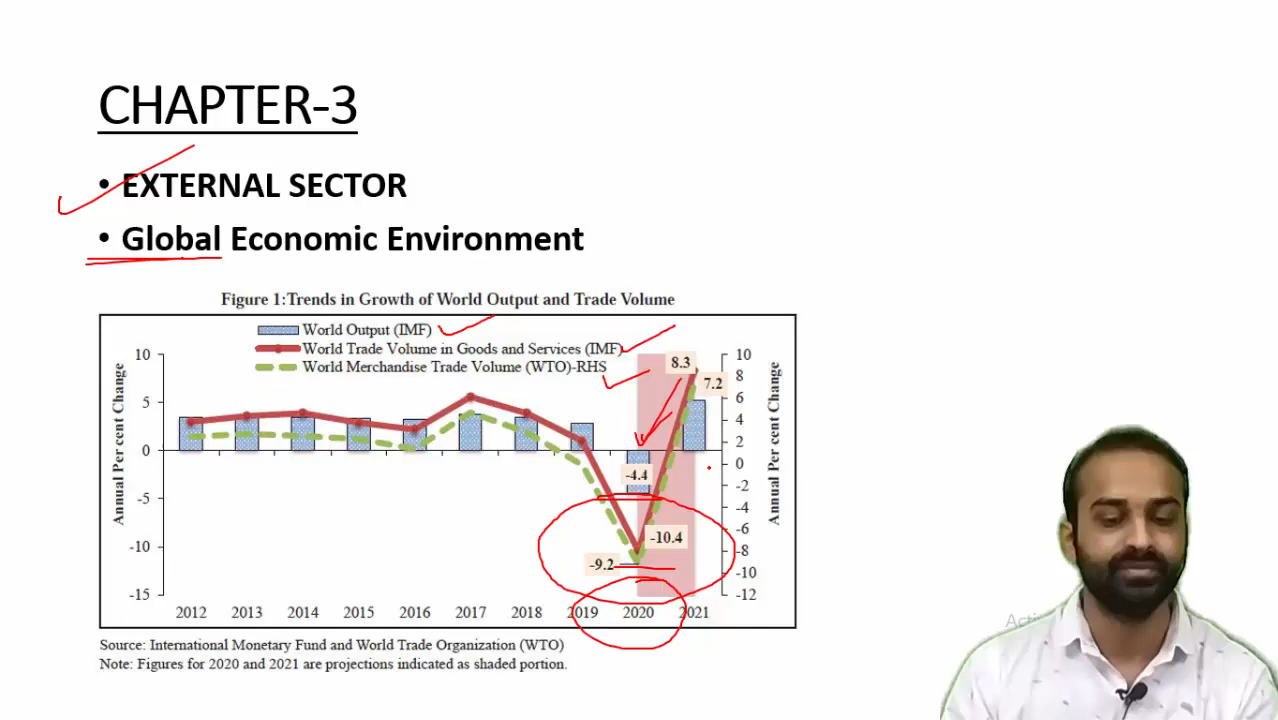 CHAPTER-3
• EXTERNAL SECTOR
• Global Economic Environment
Figure 1:Trends in Growth of World Output and Trade Volume
World Output (IMF)
World Trade Volume in Goods and Services (IMF)
World Merchandise Trade Volume (WTO)-RHS
Annual Per cent Change
10
5
0
-5
-10
-15
8.3
7.2
-4.4
-10.4
-9.2
10
8
6
4
2
0
-2
-4
-6
-8
-10
-12
Annual Per cent Change
2012 2013 2014 2015 2016 2017 2018 2019 2020 2021
Source: International Monetary Fund and World Trade Organization (WTO)
Note: Figures for 2020 and 2021 are projections indicated as shaded portion.